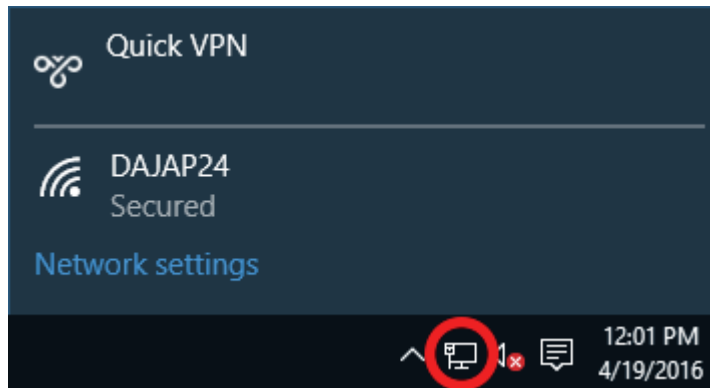 Quick VPN
DAJAP24
Secured
Network settings
12:01 PM
4/19/2016